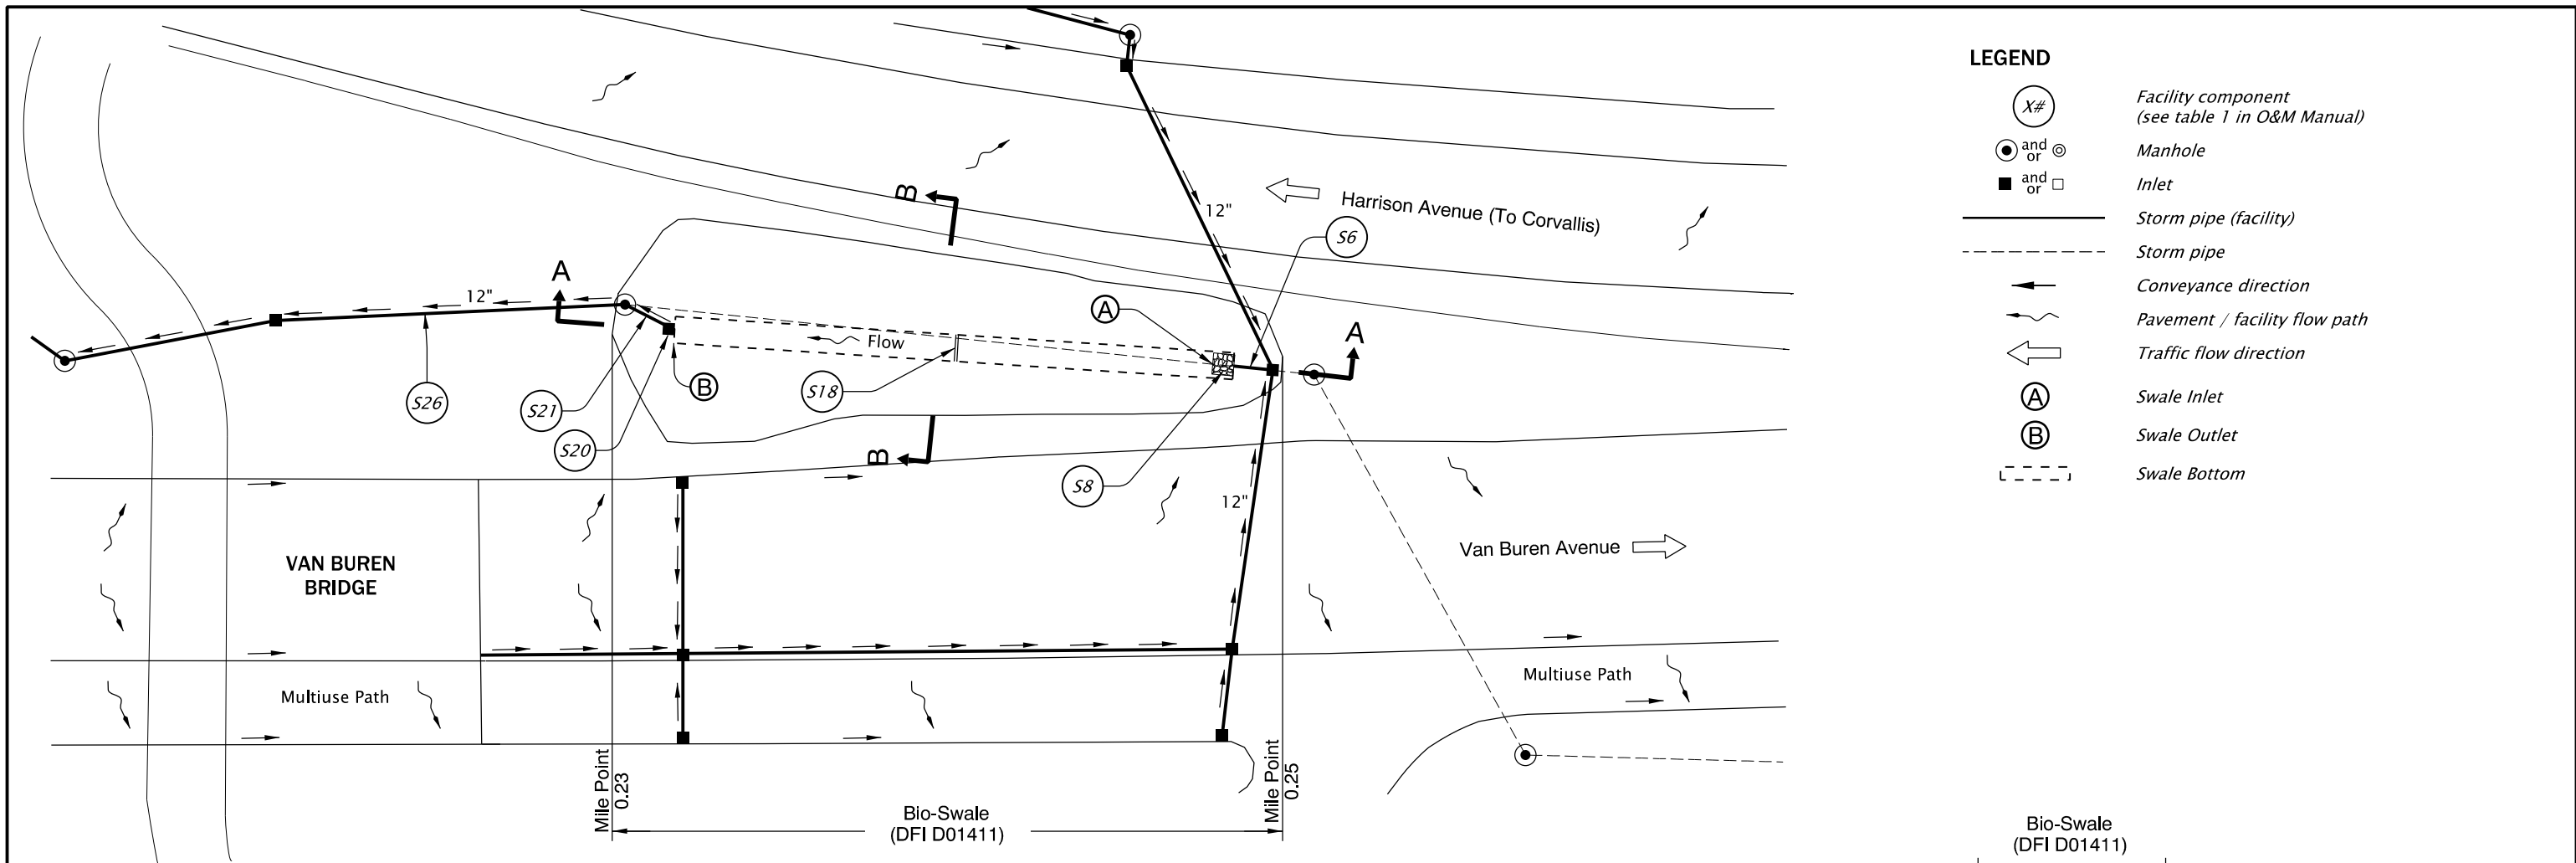 LEGEND
X#
Facility component
(see table 1 in O&M Manual)
and
or
Manhole
and
or
Inlet
Storm pipe (facility)
Storm pipe
Conveyance direction
Pavement / facility flow path
Traffic flow direction
A
Swale Inlet
B
Swale Outlet
Swale Bottom
B
12"
Harrison Avenue (To Corvallis)
S6
A
12"
A
A
Flow
S26
S21
B
S18
S20
B
S8
12"
VAN BUREN
BRIDGE
Van Buren Avenue
Multiuse Path
Multiuse Path
Mile Point
0.23
Mile Point
0.25
Bio-Swale
(DFI D01411)
Bio-Swale
(DFI D01411)